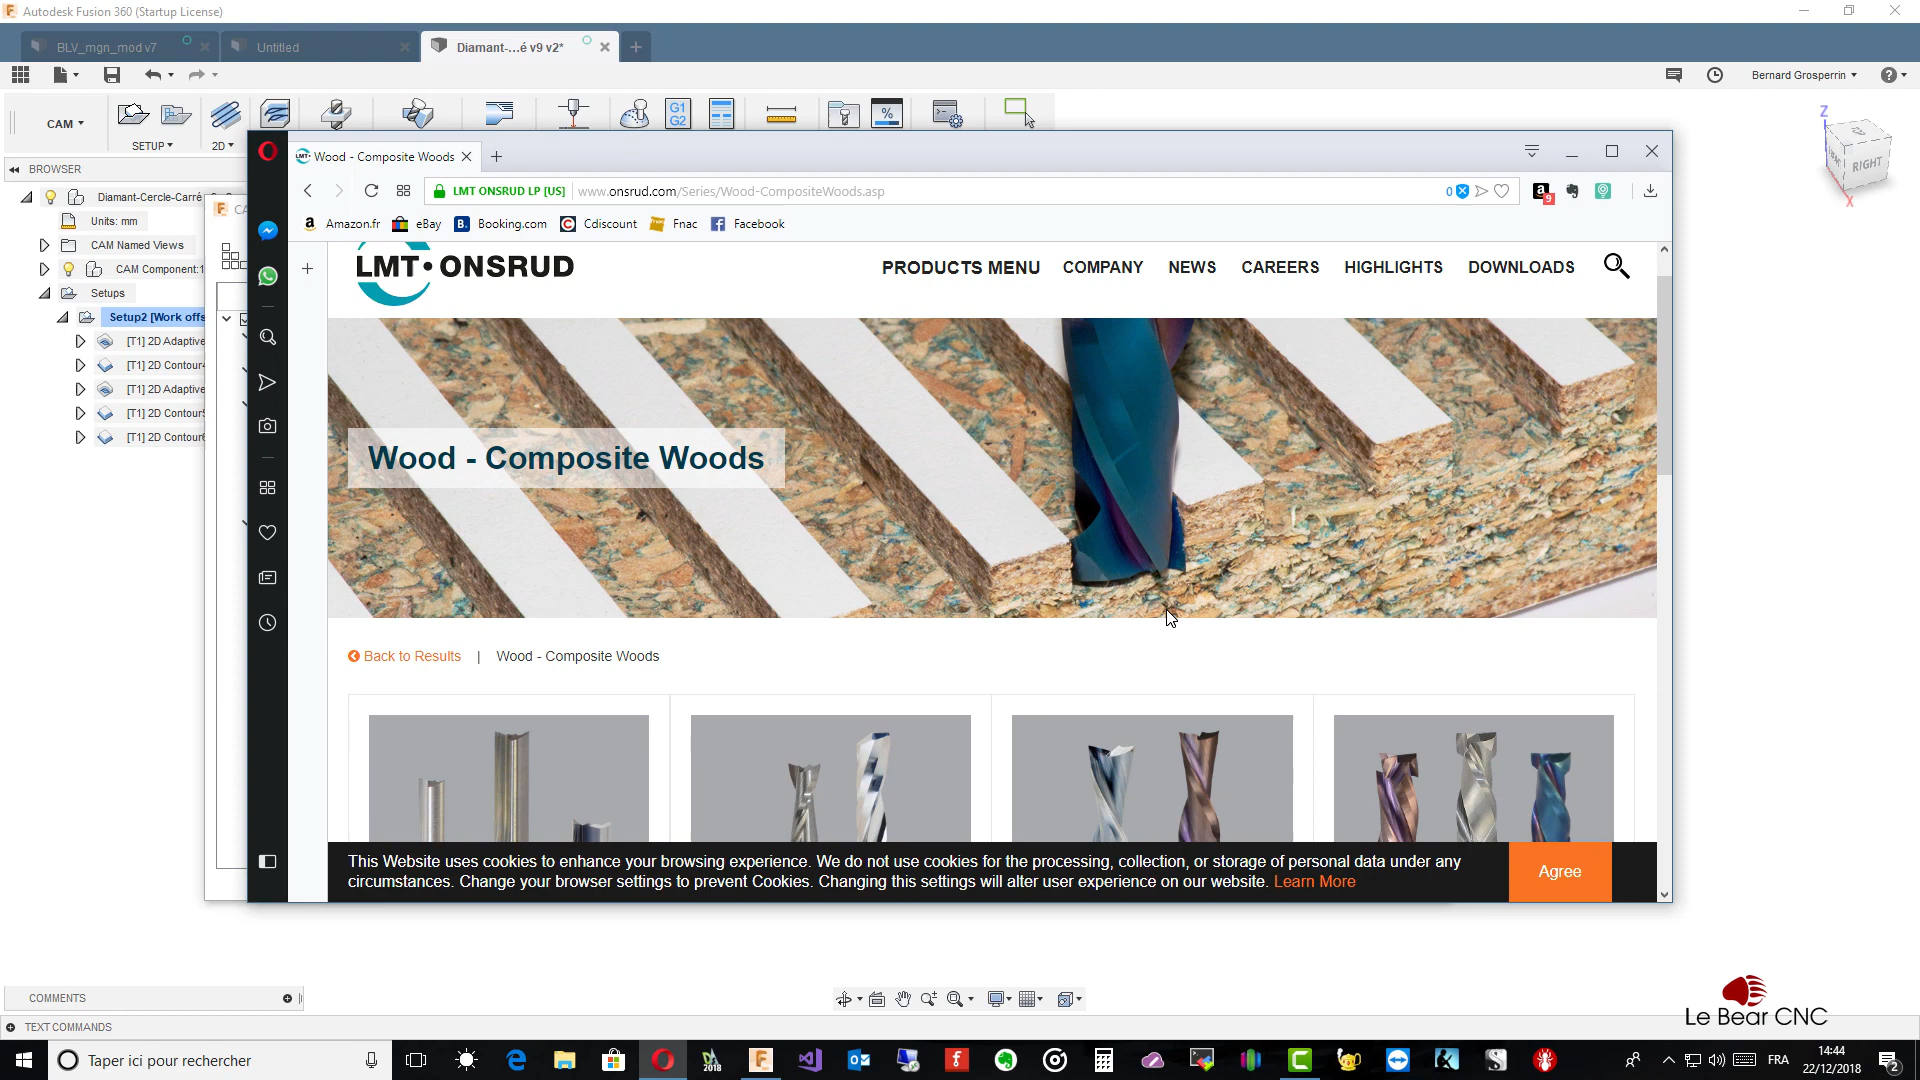 Autodesk Fusion 360 (Startup License)
BLV_mgn_mod v7
Untitled
Diamant-...é v9 v2*
Bernard Grosperrin
CAM
SETUP
2D
G1
G2
%
Z
RIGHT
X
BROWSER
Diamant-Cercle-Carré
Units: mm
CAM Named Views
CAM Component:1
Setups
Setup2 [Work offs
[T1] 2D Adaptive
[T1] 2D Contour
[T1] 2D Adaptive
[T1] 2D Contour
[T1] 2D Contour
Wood - Composite Woods
LMT ONSRUD LP [US]
www.onsrud.com/Series/Wood-CompositeWoods.asp
0
9
Amazon.fr
eBay
Booking.com
Cdiscount
Fnac
Facebook
LMT•ONSRUD
PRODUCTS MENU
COMPANY
NEWS
CAREERS
HIGHLIGHTS
DOWNLOADS
Wood - Composite Woods
Back to Results | Wood - Composite Woods
This Website uses cookies to enhance your browsing experience. We do not use cookies for the processing, collection, or storage of personal data under any
circumstances. Change your browser settings to prevent Cookies. Changing this settings will alter user experience on our website. Learn More
Agree
COMMENTS
TEXT COMMANDS
Le Bear CNC
Taper ici pour rechercher
2018
FRA
14:44
22/12/2018
2